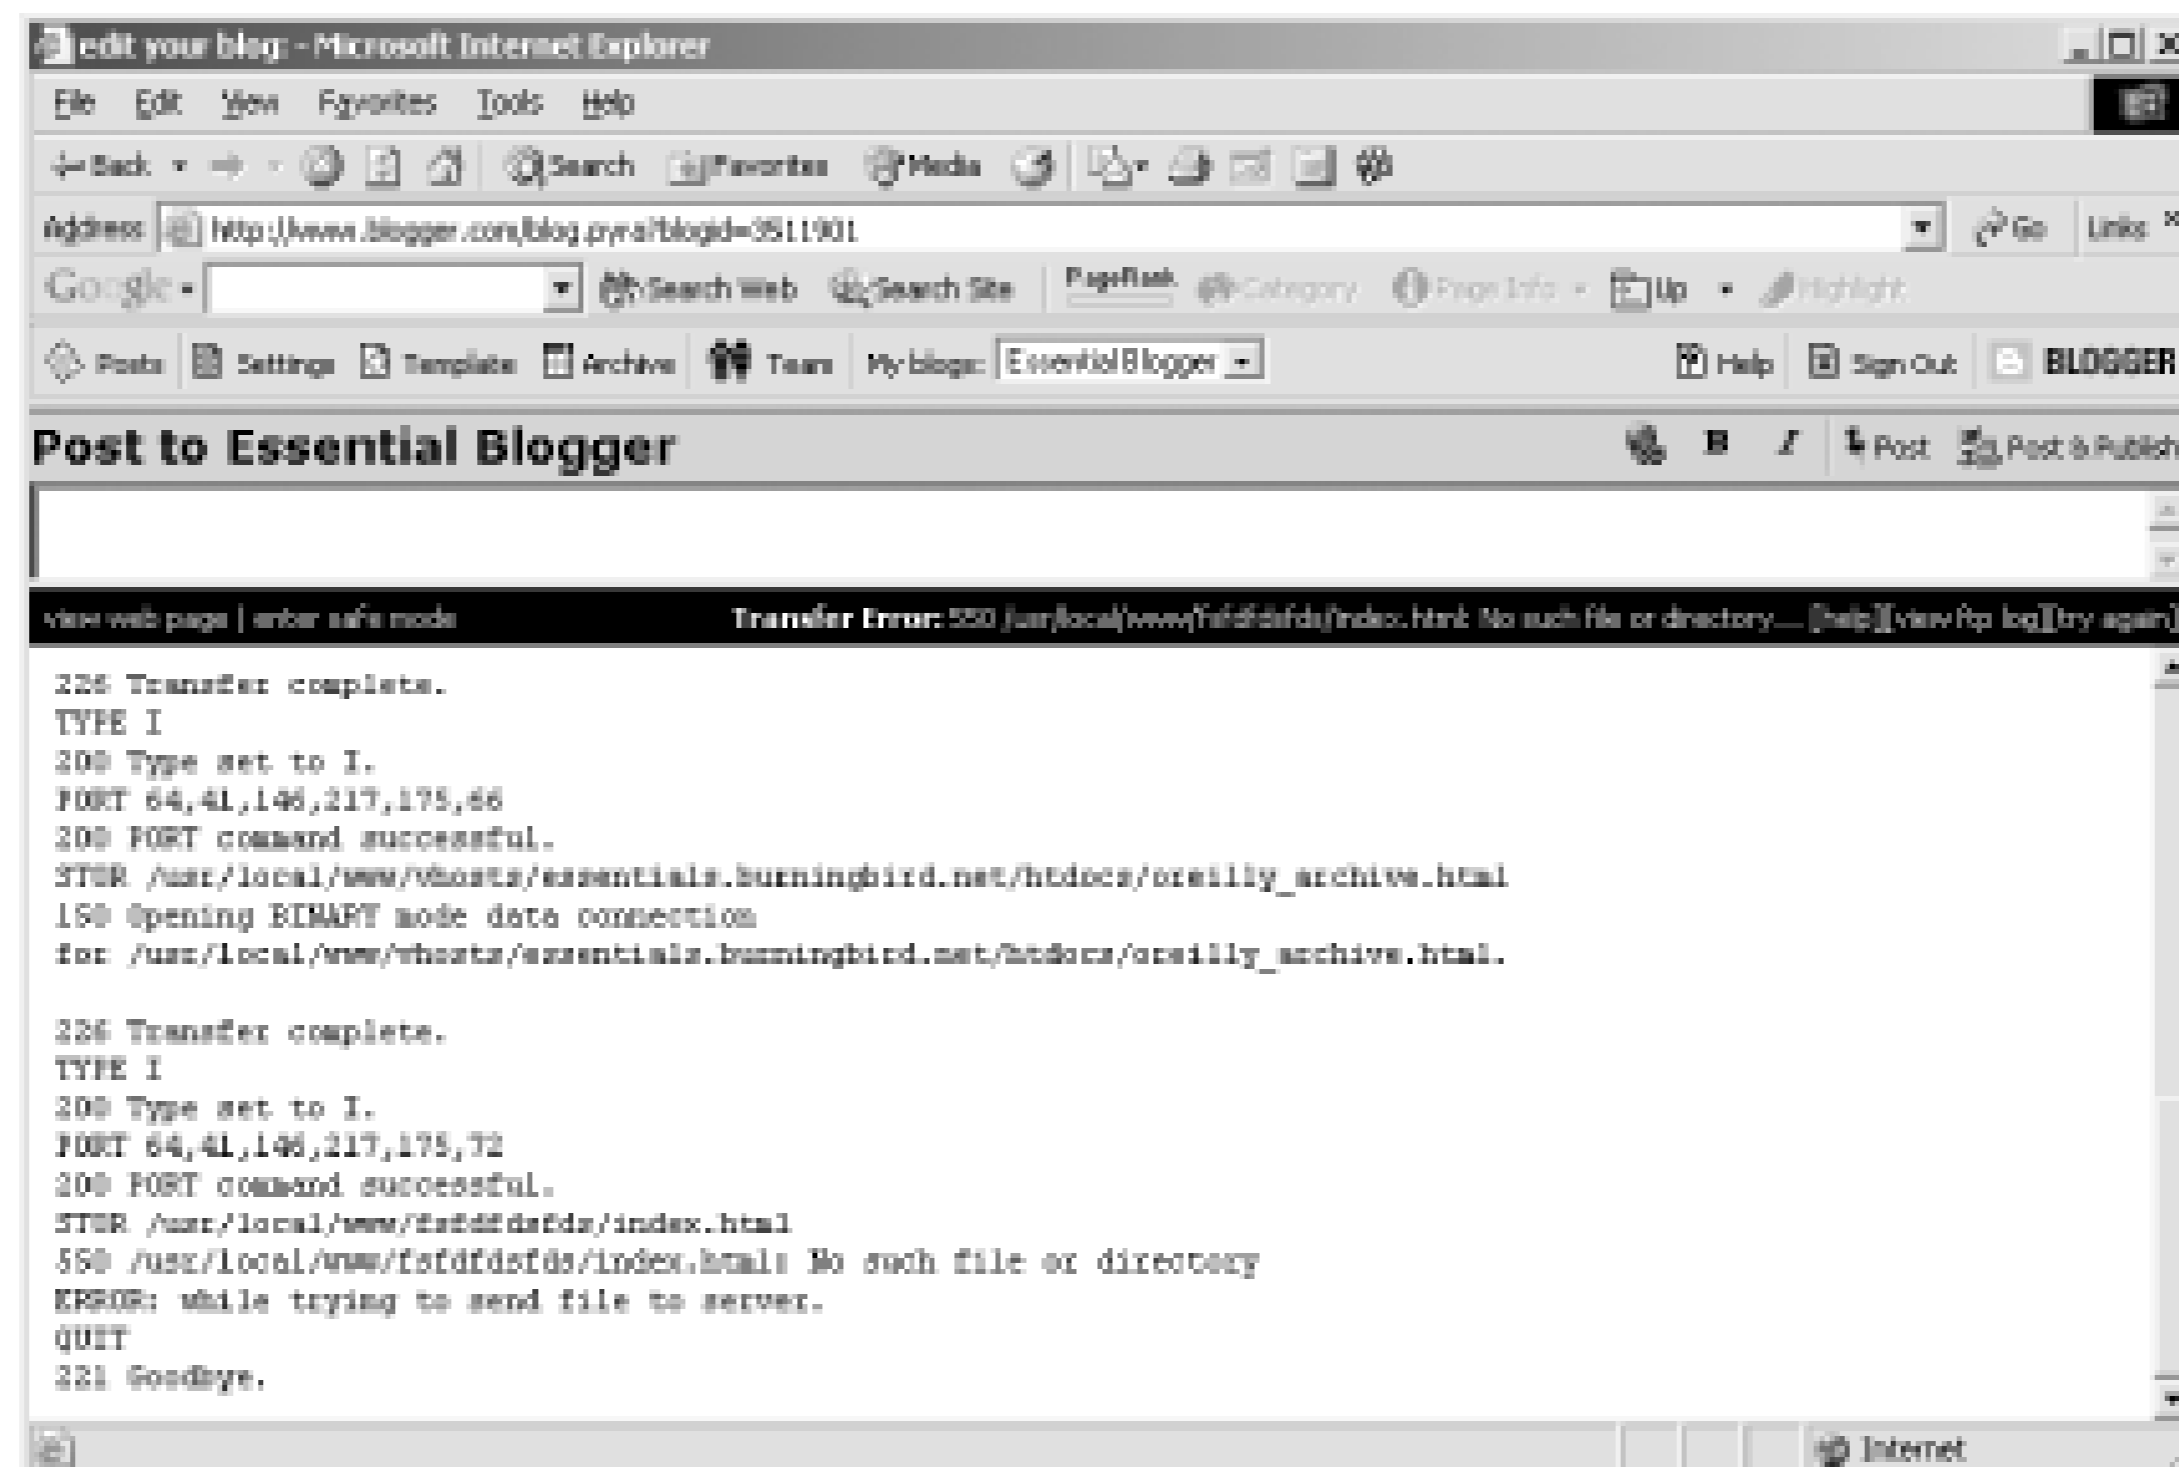 edit your blog: - Microsoft Internet Explorer
File Edit View Favorites Tools Help
Back Search Favorites Media
Address http://www.blogger.com/blog.pyra?blogid=3511901 Go Links »
Google Search Web Search Site PageRank Category Page Info Up Highlight
Posts Settings Template Archive Team My blogs: EssentialBlogger Help Sign Out BLOGGER
Post to Essential Blogger B I Post Post & Publish
view web page | enter safe mode Transfer Error: 550 /usr/local/www/fsfdfdsfds/index.html: No such file or directory.... [help][view ftp log][try again]
226 Transfer complete.
TYPE I
200 Type set to I.
PORT 64,41,146,217,175,66
200 PORT command successful.
STOR /usr/local/www/vhosts/essentials.burningbird.net/htdocs/oreilly_archive.html
150 Opening BINARY mode data connection
for /usr/local/www/vhosts/essentials.burningbird.net/htdocs/oreilly_archive.html.
226 Transfer complete.
TYPE I
200 Type set to I.
PORT 64,41,146,217,175,72
200 PORT command successful.
STOR /usr/local/www/fsfdfdsfds/index.html
550 /usr/local/www/fsfdfdsfds/index.html: No such file or directory
ERROR: while trying to send file to server.
QUIT
221 Goodbye.
Internet